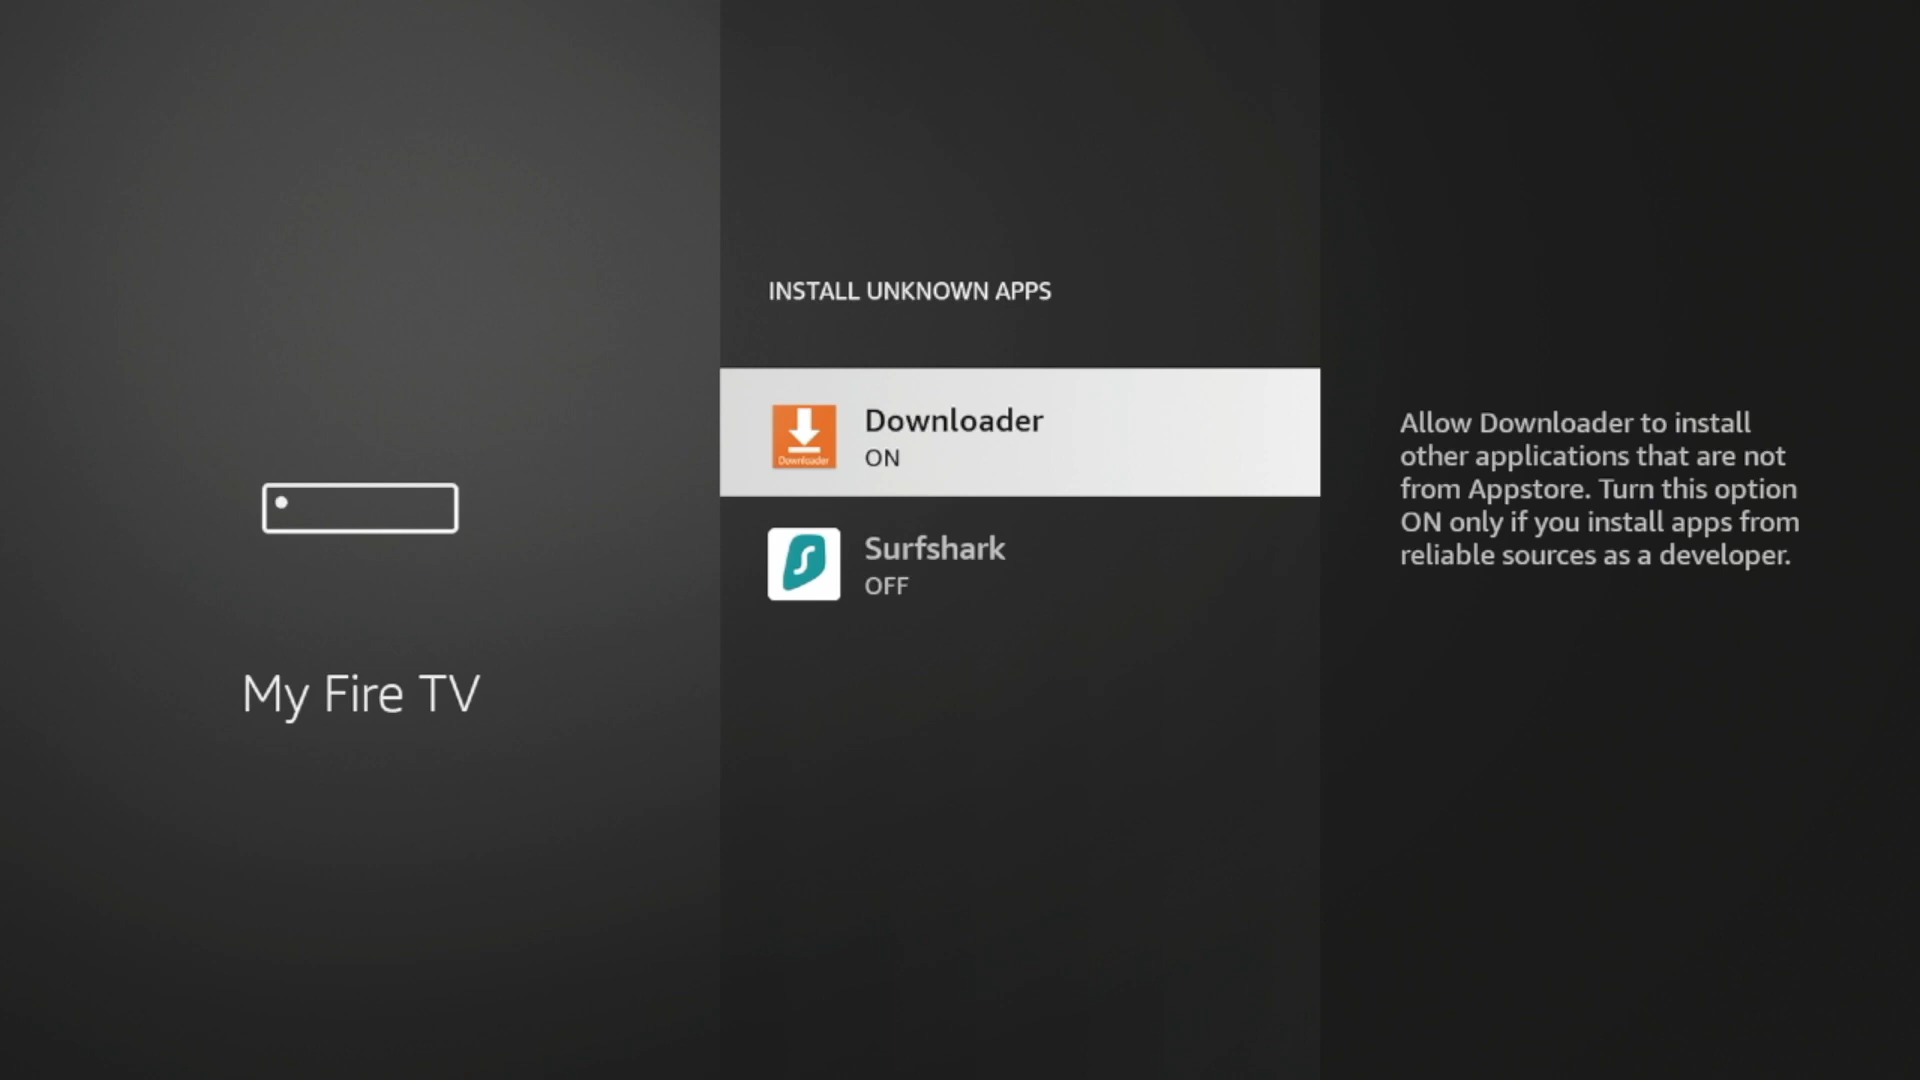 INSTALL UNKNOWN APPS
Downloader
Downloader
ON
Surfshark
OFF
My Fire TV
Allow Downloader to install
other applications that are not
from Appstore. Turn this option
ON only if you install apps from
reliable sources as a developer.